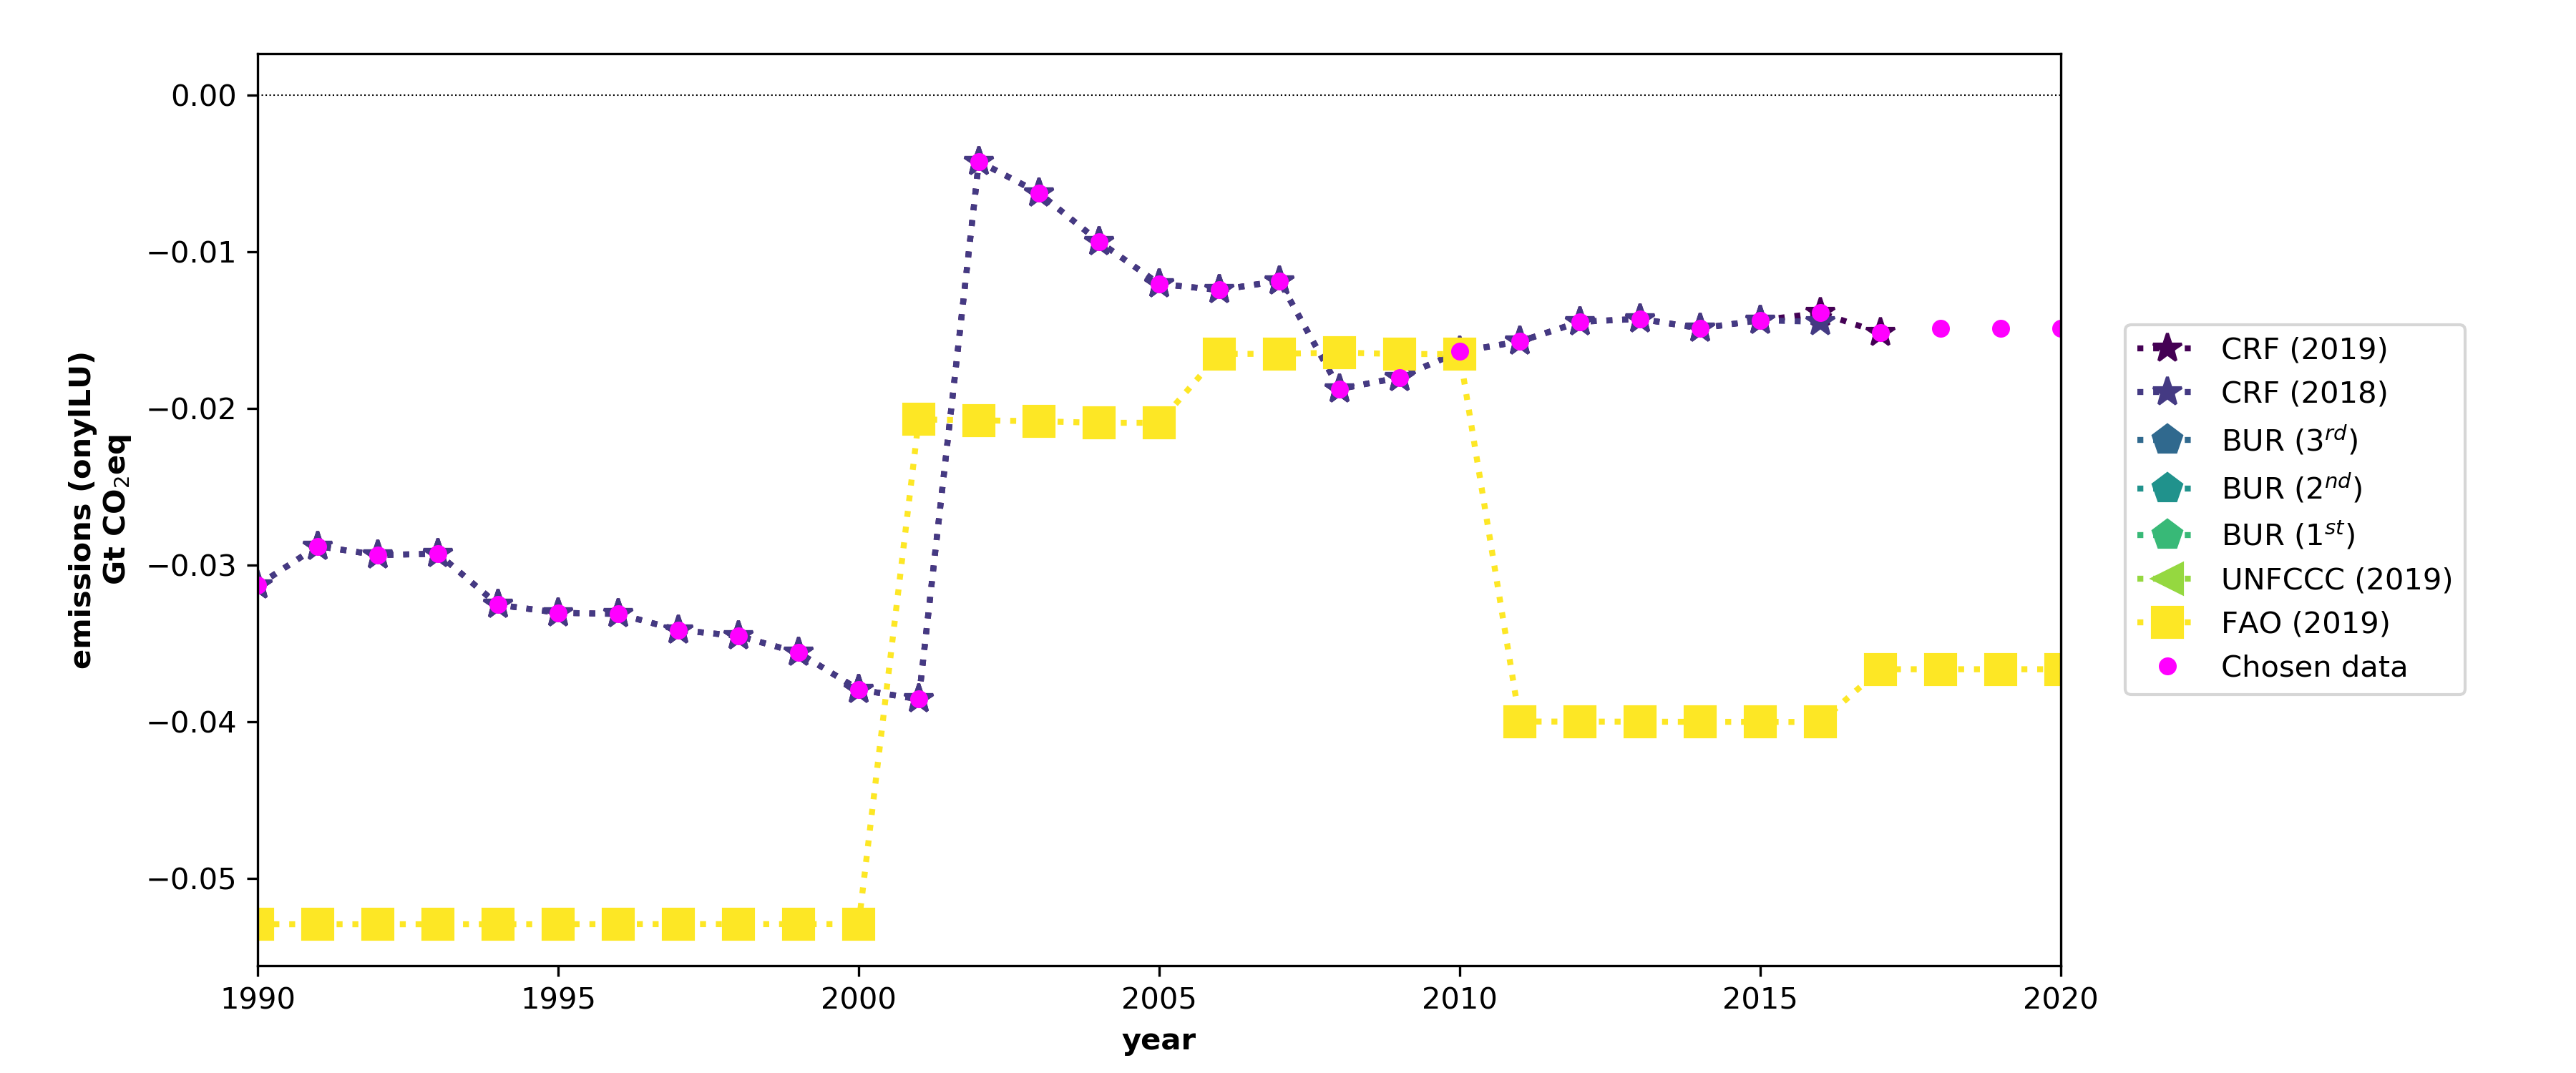 0.00
−0.01
−0.02
−0.03
−0.04
−0.05
emissions (onylLU)
Gt CO₂eq
1990 1995 2000 2005 2010 2015 2020
year
CRF (2019)
CRF (2018)
BUR (3ʳᵈ)
BUR (2ⁿᵈ)
BUR (1ˢᵗ)
UNFCCC (2019)
FAO (2019)
Chosen data